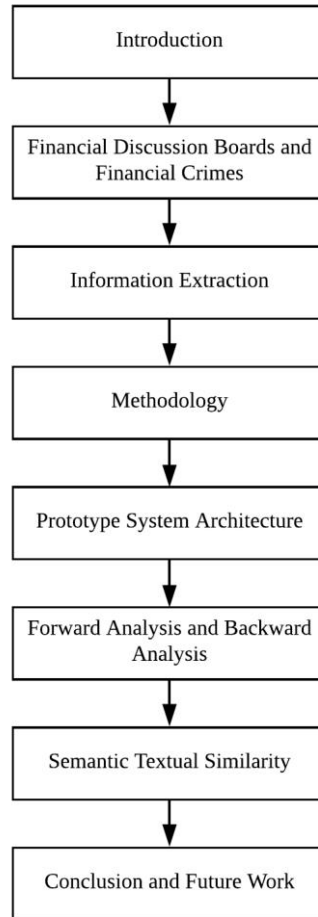 Introduction
Financial Discussion Boards and
Financial Crimes
Information Extraction
Methodology
Prototype System Architecture
Forward Analysis and Backward
Analysis
Semantic Textual Similarity
Conclusion and Future Work